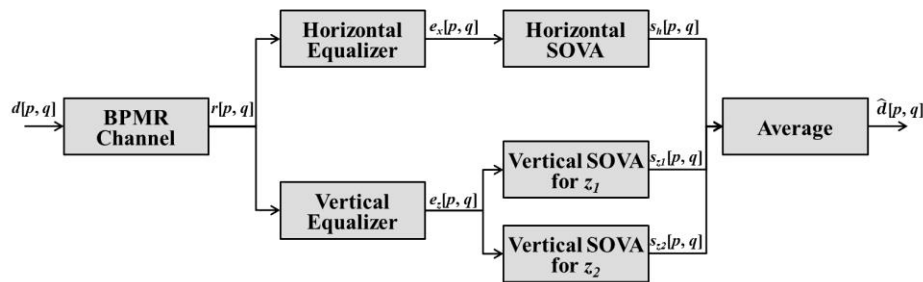 d[p, q]
BPMR
Channel
r[p, q]
Horizontal
Equalizer
e_x[p, q]
Horizontal
SOVA
s_h[p, q]
Vertical
Equalizer
e_z[p, q]
Vertical SOVA
for z_1
s_z1[p, q]
Vertical SOVA
for z_2
s_z2[p, q]
Average
d̂[p, q]